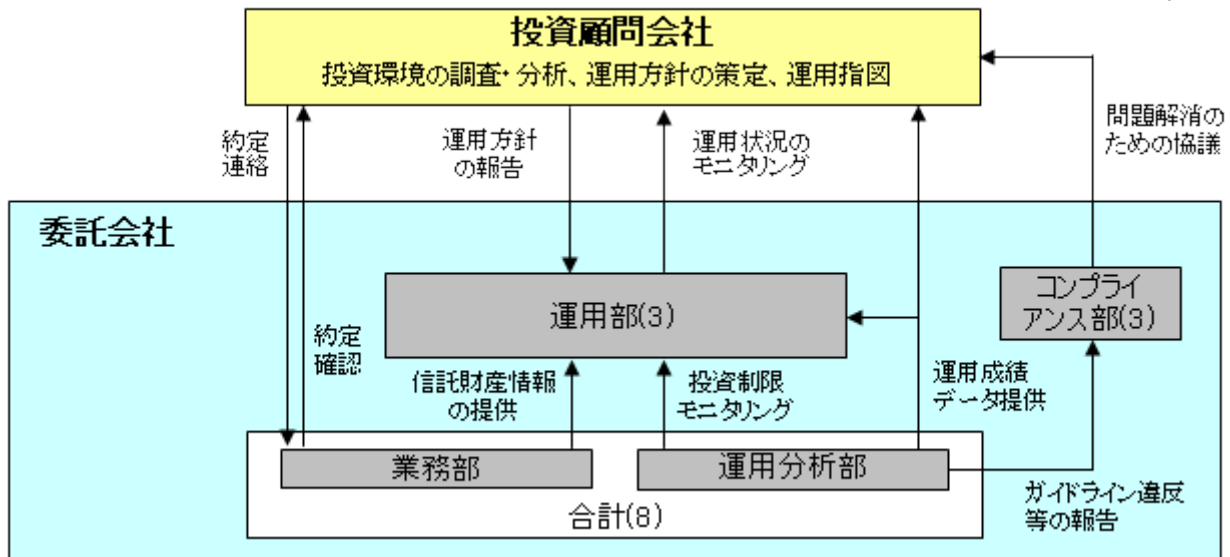 投資顧問会社
投資環境の調査・分析、運用方針の策定、運用指図
約定
連絡
運用方針
の報告
運用状況の
モニタリング
問題解消の
ための協議
委託会社
運用部(3)
コンプライ
アンス部(3)
約定
確認
信託財産情報
の提供
投資制限
モニタリング
運用成績
データ提供
業務部
運用分析部
合計(8)
ガイドライン違反
等の報告